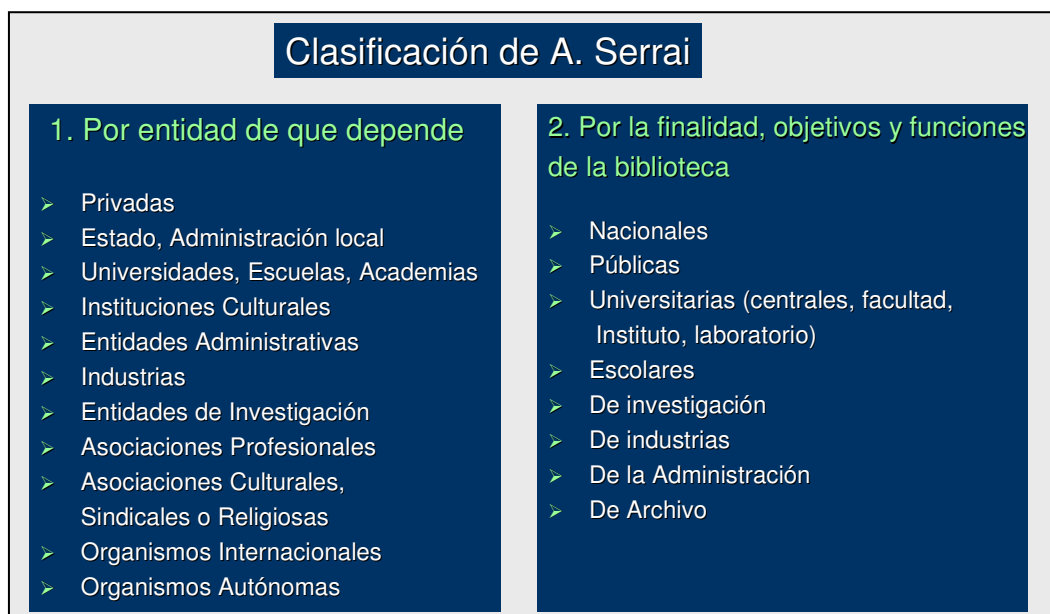 Clasificación de A. Serrai
1. Por entidad de que depende
➢ Privadas
➢ Estado, Administración local
➢ Universidades, Escuelas, Academias
➢ Instituciones Culturales
➢ Entidades Administrativas
➢ Industrias
➢ Entidades de Investigación
➢ Asociaciones Profesionales
➢ Asociaciones Culturales,
Sindicales o Religiosas
➢ Organismos Internacionales
➢ Organismos Autónomas
2. Por la finalidad, objetivos y funciones
de la biblioteca
➢ Nacionales
➢ Públicas
➢ Universitarias (centrales, facultad,
Instituto, laboratorio)
➢ Escolares
➢ De investigación
➢ De industrias
➢ De la Administración
➢ De Archivo